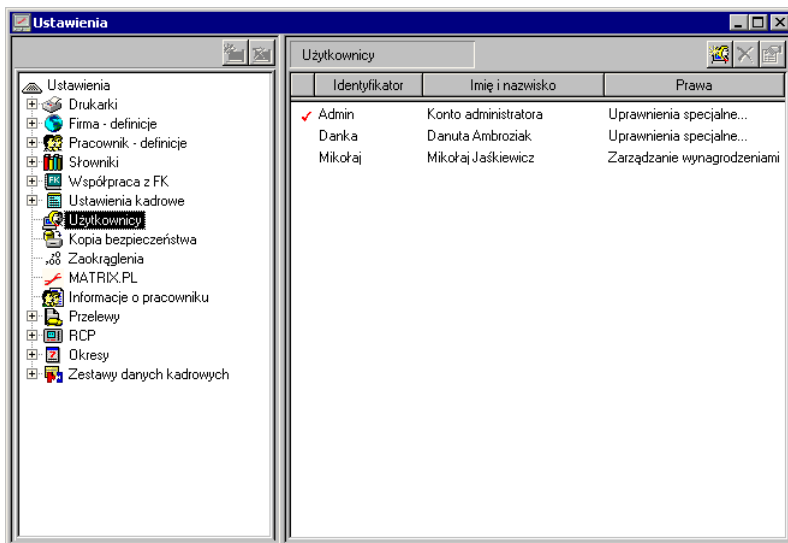 Ustawienia
Użytkownicy
Ustawienia
Drukarki
Firma - definicje
Pracownik - definicje
Słowniki
FK Współpraca z FK
Ustawienia kadrowe
Użytkownicy
Kopia bezpieczeństwa
Zaokrąglenia
MATRIX.PL
Informacje o pracowniku
Przelewy
RCP
Okresy
Zestawy danych kadrowych
Identyfikator Imię i nazwisko Prawa
Admin Konto administratora Uprawnienia specjalne...
Danka Danuta Ambroziak Uprawnienia specjalne...
Mikołaj Mikołaj Jaśkiewicz Zarządzanie wynagrodzeniami